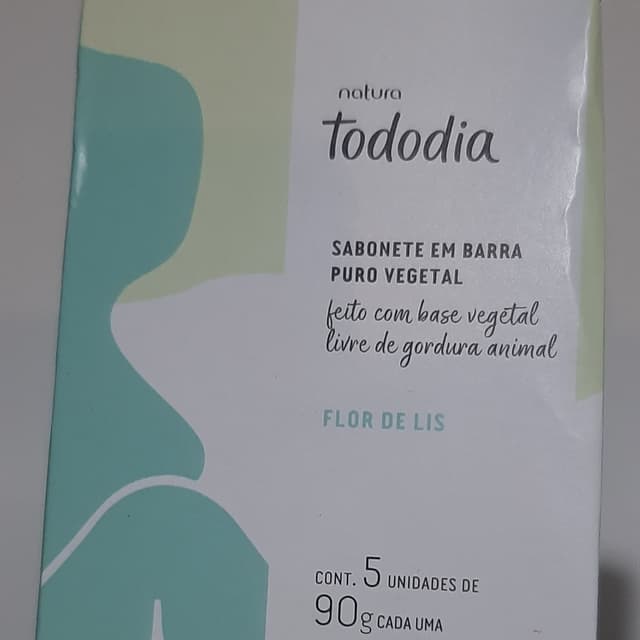 natura
tododia
SABONETE EM BARRA
PURO VEGETAL
feito com base vegetal
livre de gordura animal
FLOR DE LIS
CONT. 5 UNIDADES DE
90g CADA UMA